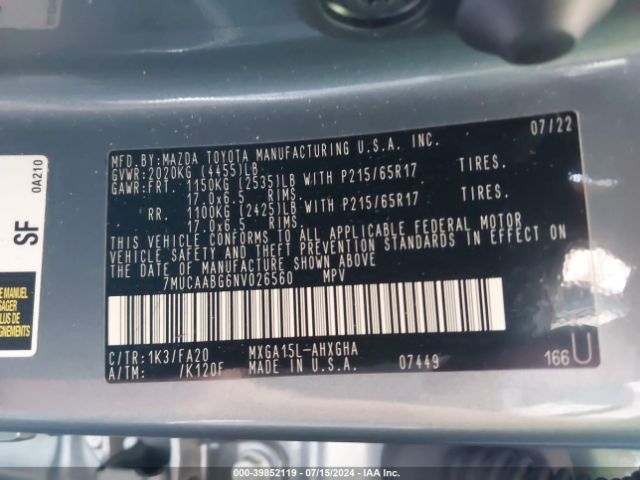 MFD.BY:MAZDA TOYOTA MANUFACTURING U.S.A. INC. 07/22
GVWR:2020KG (4455)LB
GAWR:FRT. 1150KG (2535)LB WITH P215/65R17 TIRES.
17.0x6.5 RIMS
RR. 1100KG (2425)LB WITH P215/65R17 TIRES.
17.0x6.5 RIMS
THIS VEHICLE CONFORMS TO ALL APPLICABLE FEDERAL MOTOR
VEHICLE SAFETY AND THEFT PREVENTION STANDARDS IN EFFECT ON
THE DATE OF MANUFACTURE SHOWN ABOVE
7MUCAABG6NV026560 MPV
C/TR:1K3/FA20 MXGA15L-AHXGHA
A/TM: /K120F MADE IN U.S.A. 07449 166U
0A210
SF
E MANUEL
PLUS DE
000-39852119 - 07/15/2024 - IAA Inc.